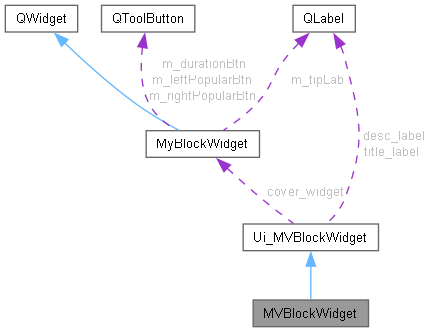 QWidget
QToolButton
QLabel
m_durationBtn
m_leftPopularBtn
m_rightPopularBtn
m_tipLab
MyBlockWidget
desc_label
title_label
cover_widget
Ui_MVBlockWidget
MVBlockWidget